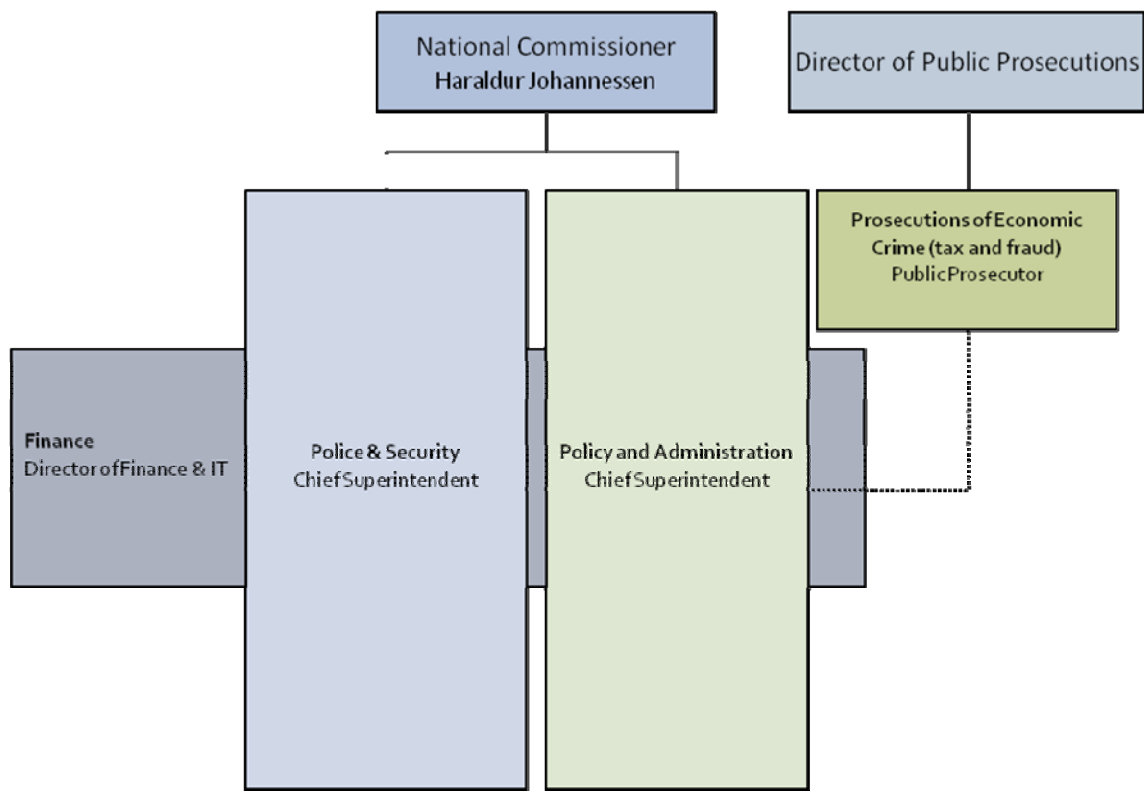 National Commissioner
Haraldur Johannessen
Director of Public Prosecutions
Prosecutions of Economic
Crime (tax and fraud)
Public Prosecutor
Finance
Director of Finance & IT
Police & Security
Chief Superintendent
Policy and Administration
Chief Superintendent